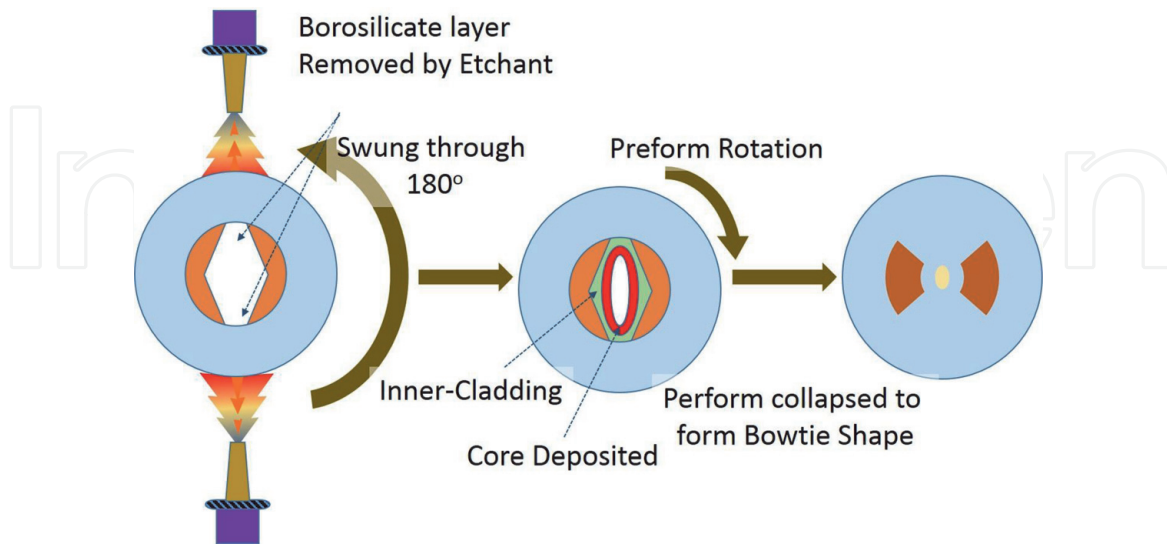 Borosilicate layer
Removed by Etchant
Swung through
180°
Preform Rotation
Inner-Cladding
Core Deposited
Perform collapsed to
form Bowtie Shape